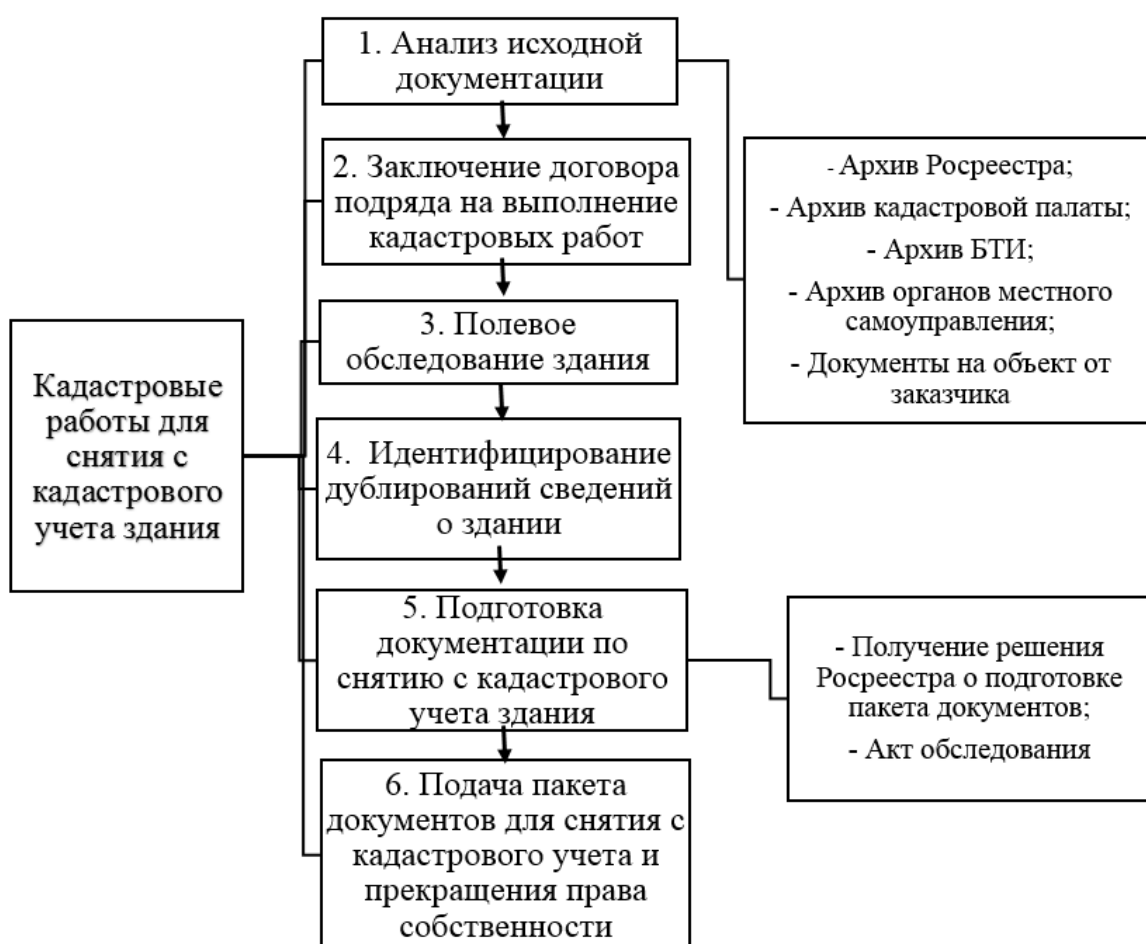 Кадастровые
работы для
снятия с
кадастрового
учета здания
1. Анализ исходной
документации
2. Заключение договора
подряда на выполнение
кадастровых работ
3. Полевое
обследование здания
4. Идентифицирование
дублирований сведений
о здании
5. Подготовка
документации по
снятию с кадастрового
учета здания
6. Подача пакета
документов для снятия с
кадастрового учета и
прекращения права
собственности
- Архив Росреестра;
- Архив кадастровой палаты;
- Архив БТИ;
- Архив органов местного
самоуправления;
- Документы на объект от
заказчика
- Получение решения
Росреестра о подготовке
пакета документов;
- Акт обследования